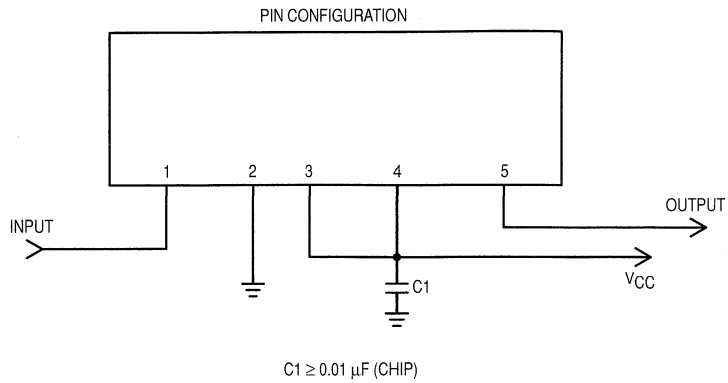 PIN CONFIGURATION
1 2 3 4 5
INPUT
OUTPUT
VCC
C1
C1 ≥ 0.01 µF (CHIP)